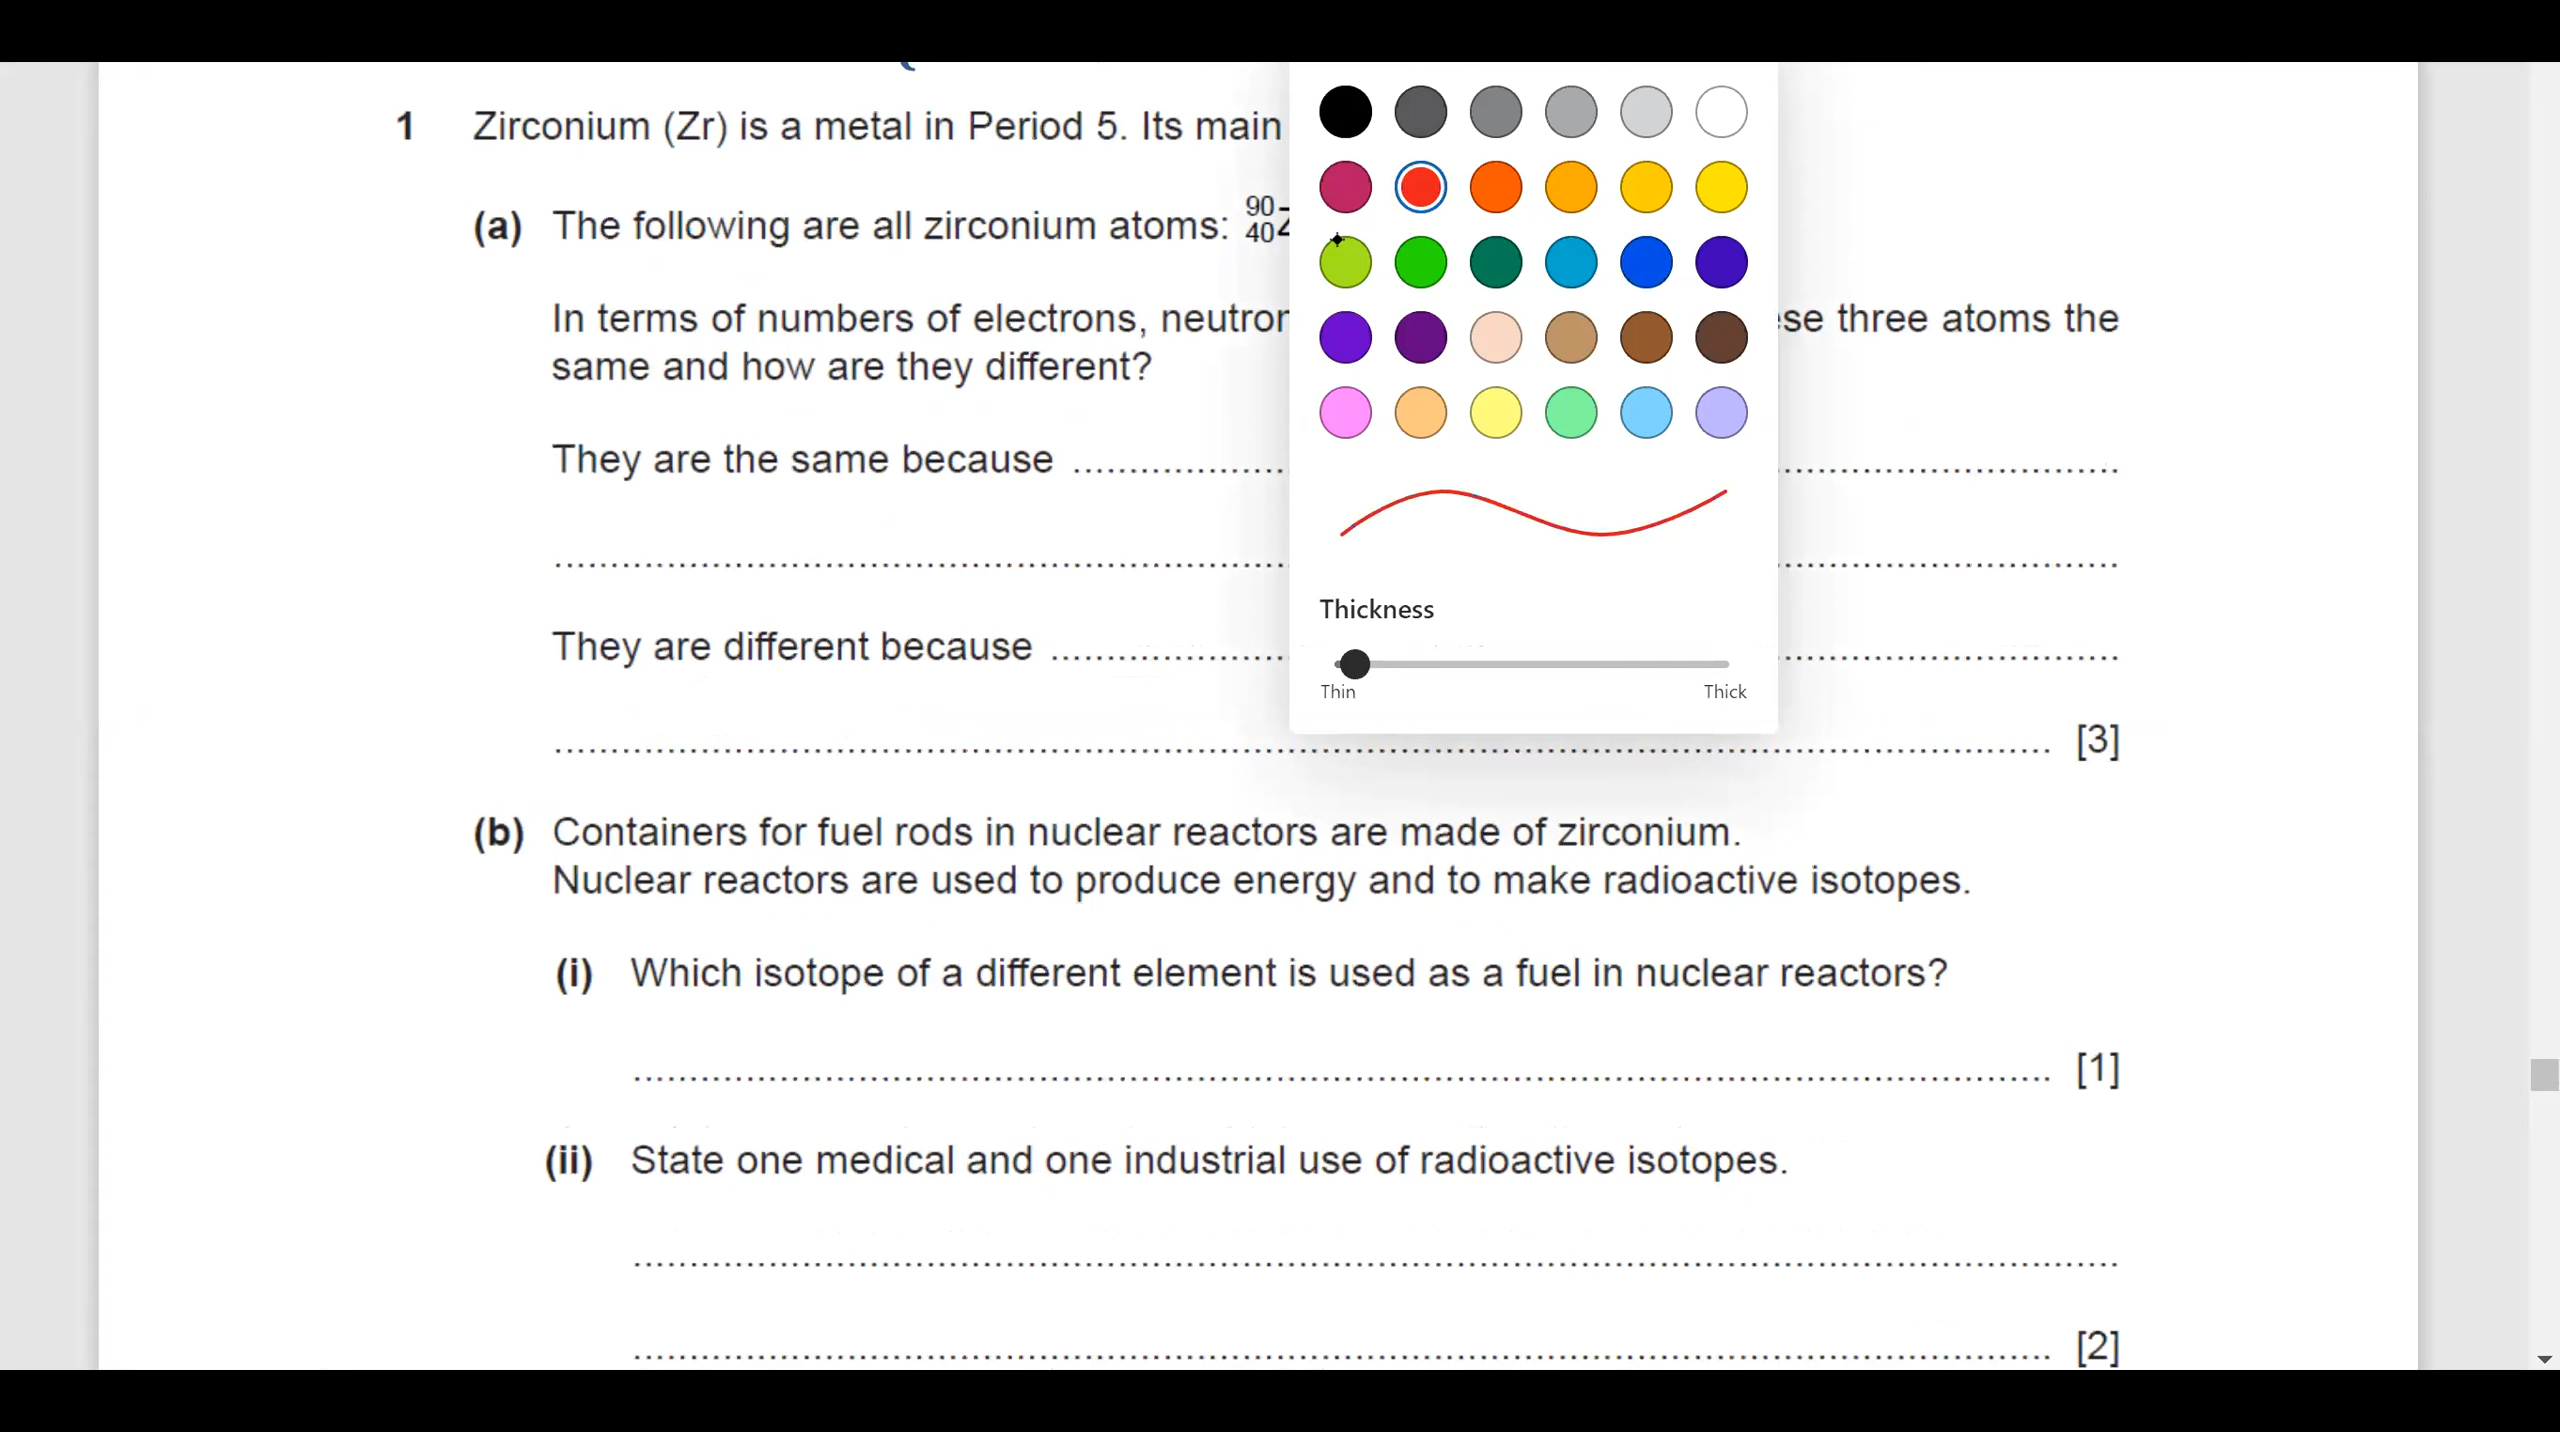 1 Zirconium (Zr) is a metal in Period 5. Its main
(a) The following are all zirconium atoms: 90 40
In terms of numbers of electrons, se three atoms the
same and how are they different?
They are the same because ..........
..........
They are different because ..........
.......... [3]
(b) Containers for fuel rods in nuclear reactors are made of zirconium.
Nuclear reactors are used to produce energy and to make radioactive isotopes.
(i) Which isotope of a different element is used as a fuel in nuclear reactors?
.......... [1]
(ii) State one medical and one industrial use of radioactive isotopes.
..........
.......... [2]
Thickness
Thin Thick